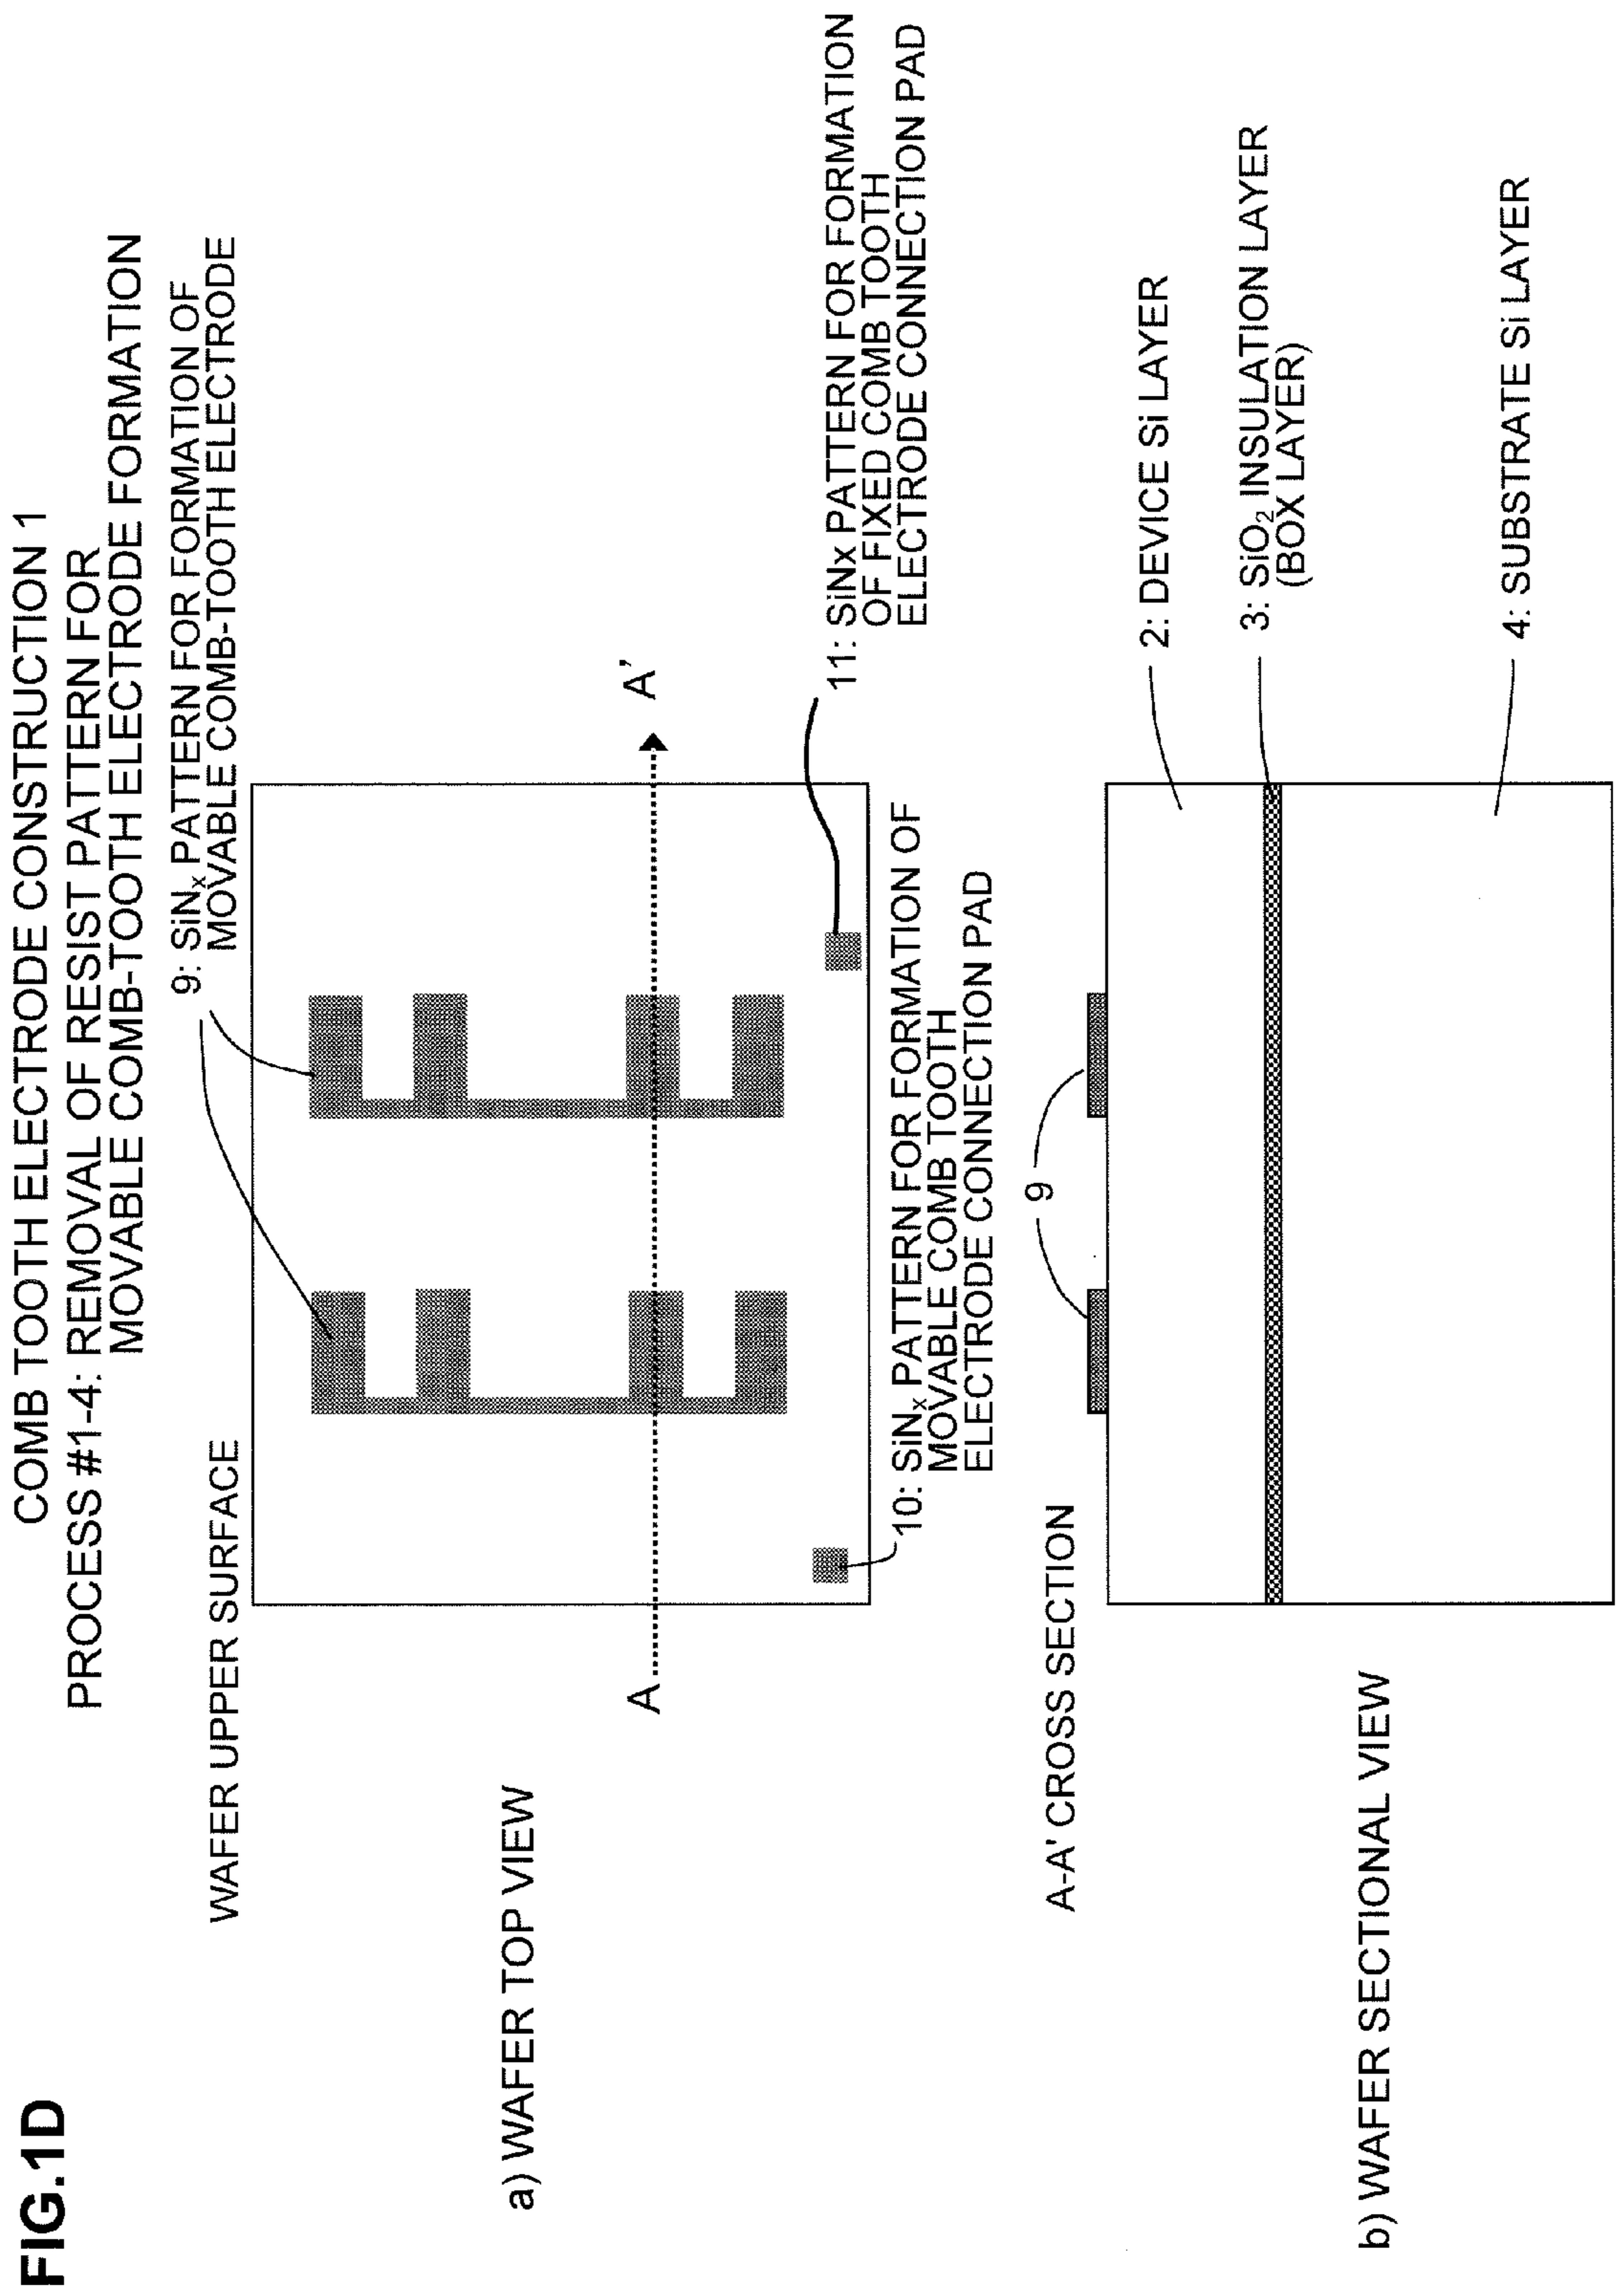 FIG.1D
COMB TOOTH ELECTRODE CONSTRUCTION 1
PROCESS #1-4: REMOVAL OF RESIST PATTERN FOR
MOVABLE COMB-TOOTH ELECTRODE FORMATION
WAFER UPPER SURFACE
9: SiNₓ PATTERN FOR FORMATION OF
MOVABLE COMB-TOOTH ELECTRODE
a) WAFER TOP VIEW
A
A'
10: SiNₓ PATTERN FOR FORMATION OF
MOVABLE COMB TOOTH
ELECTRODE CONNECTION PAD
11: SiNx PATTERN FOR FORMATION
OF FIXED COMB TOOTH
ELECTRODE CONNECTION PAD
A-A' CROSS SECTION
9
2: DEVICE Si LAYER
3: SiO₂ INSULATION LAYER
(BOX LAYER)
4: SUBSTRATE Si LAYER
b) WAFER SECTIONAL VIEW